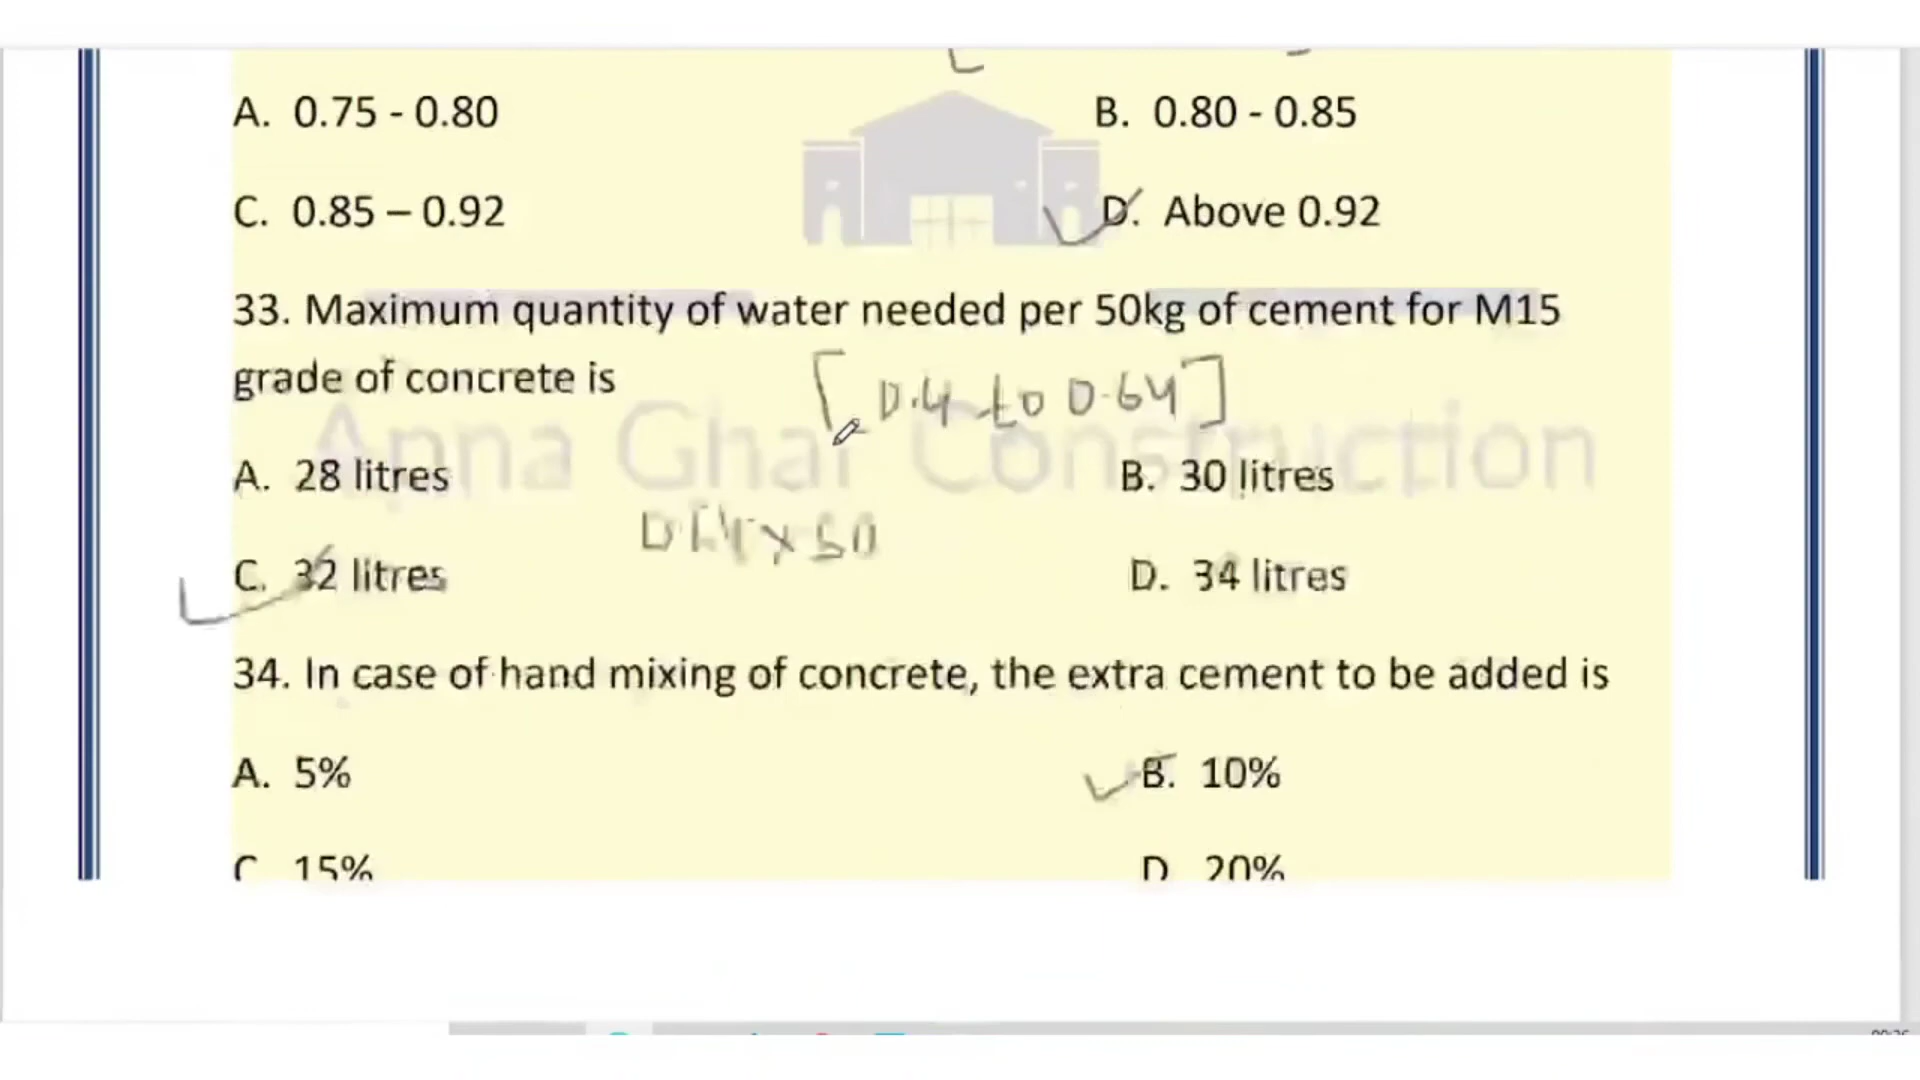 A. 0.75 - 0.80 B. 0.80 - 0.85
C. 0.85 – 0.92 D. Above 0.92
33. Maximum quantity of water needed per 50kg of cement for M15
grade of concrete is
[0.4 to 0.64]
Apna Ghar Construction
A. 28 litres B. 30 litres
x 50
C. 32 litres D. 34 litres
34. In case of hand mixing of concrete, the extra cement to be added is
A. 5% B. 10%
C 15% D 20%